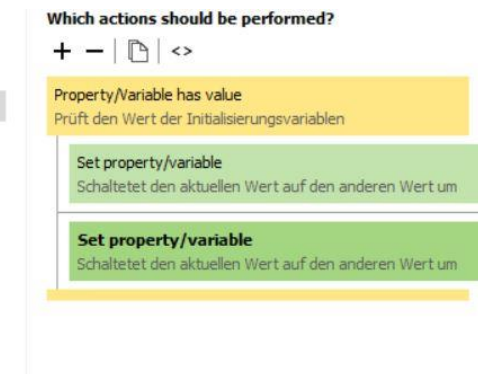 Which actions should be performed?
+ − | | <>
Property/Variable has value
Prüft den Wert der Initialisierungsvariablen
Set property/variable
Schaltetet den aktuellen Wert auf den anderen Wert um
Set property/variable
Schaltetet den aktuellen Wert auf den anderen Wert um